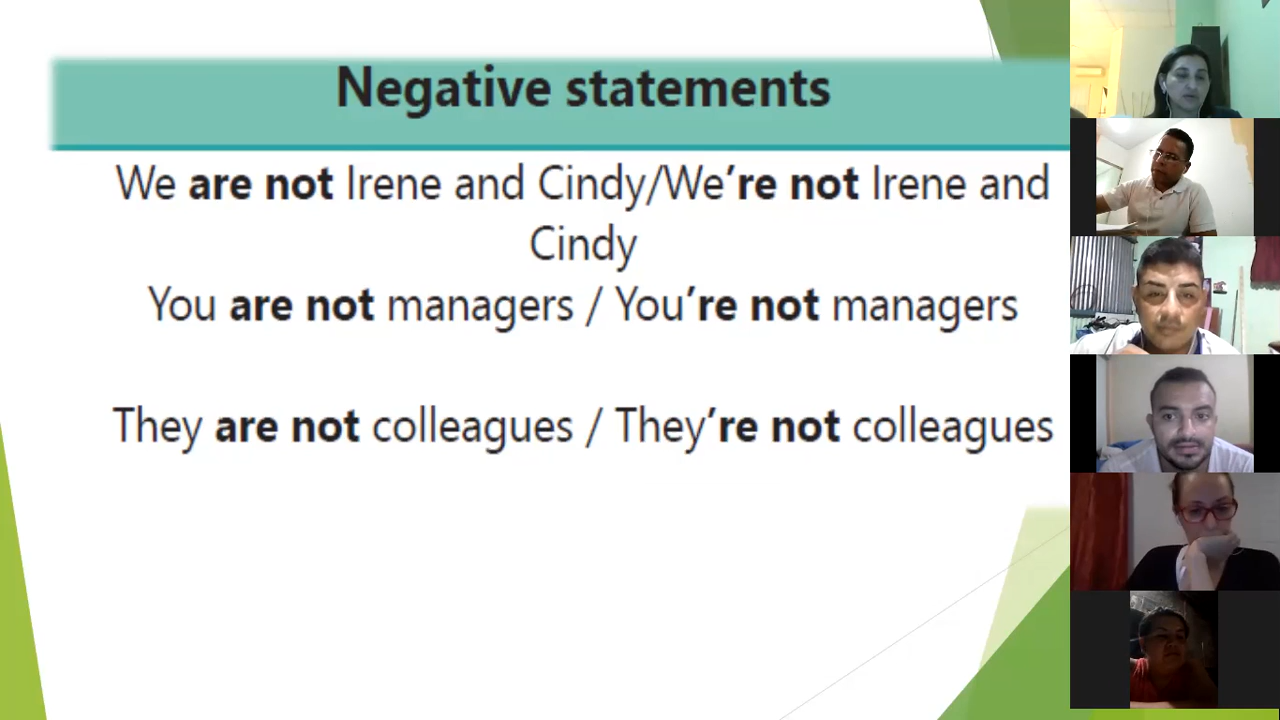 Negative statements
We are not Irene and Cindy/We’re not Irene and
Cindy
You are not managers / You’re not managers
They are not colleagues / They’re not colleagues